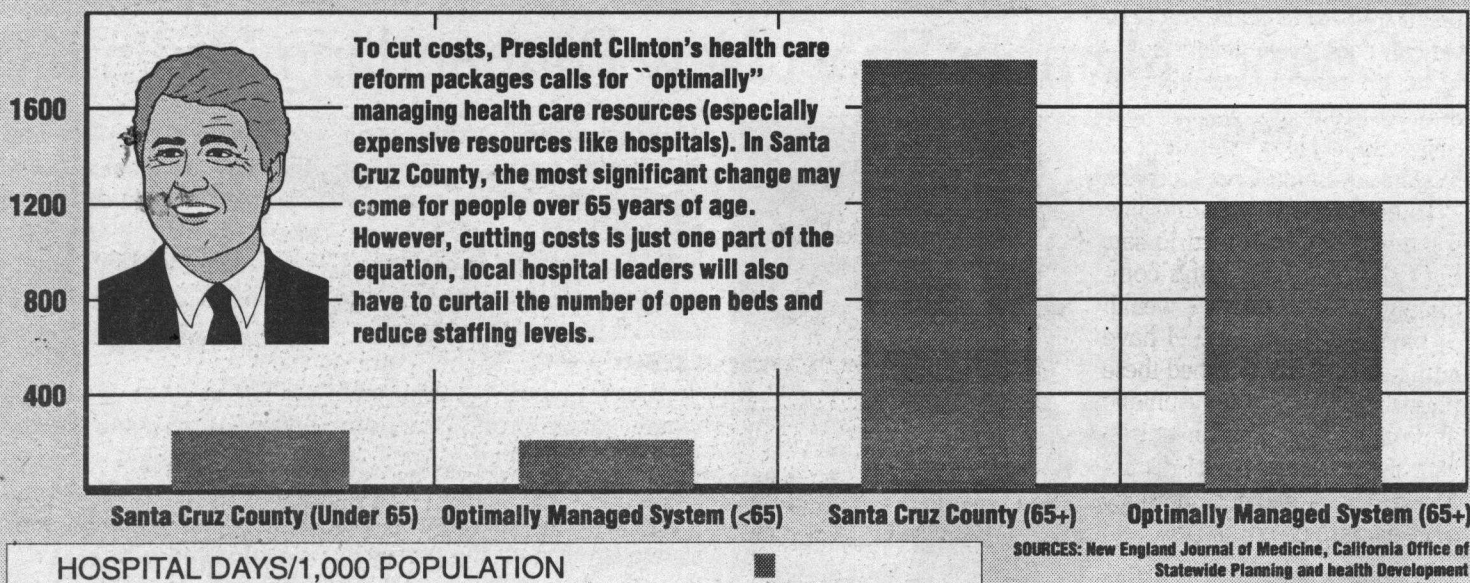 To cut costs, President Clinton's health care
reform packages calls for ``optimally”
managing health care resources (especially
expensive resources like hospitals). In Santa
Cruz County, the most significant change may
come for people over 65 years of age.
However, cutting costs is just one part of the
equation, local hospital leaders will also
have to curtail the number of open beds and
reduce staffing levels.
1600
1200
800
400
Santa Cruz County (Under 65)
Optimally Managed System (<65)
Santa Cruz County (65+)
Optimally Managed System (65+)
HOSPITAL DAYS/1,000 POPULATION
SOURCES: New England Journal of Medicine, California Office of
Statewide Planning and health Development